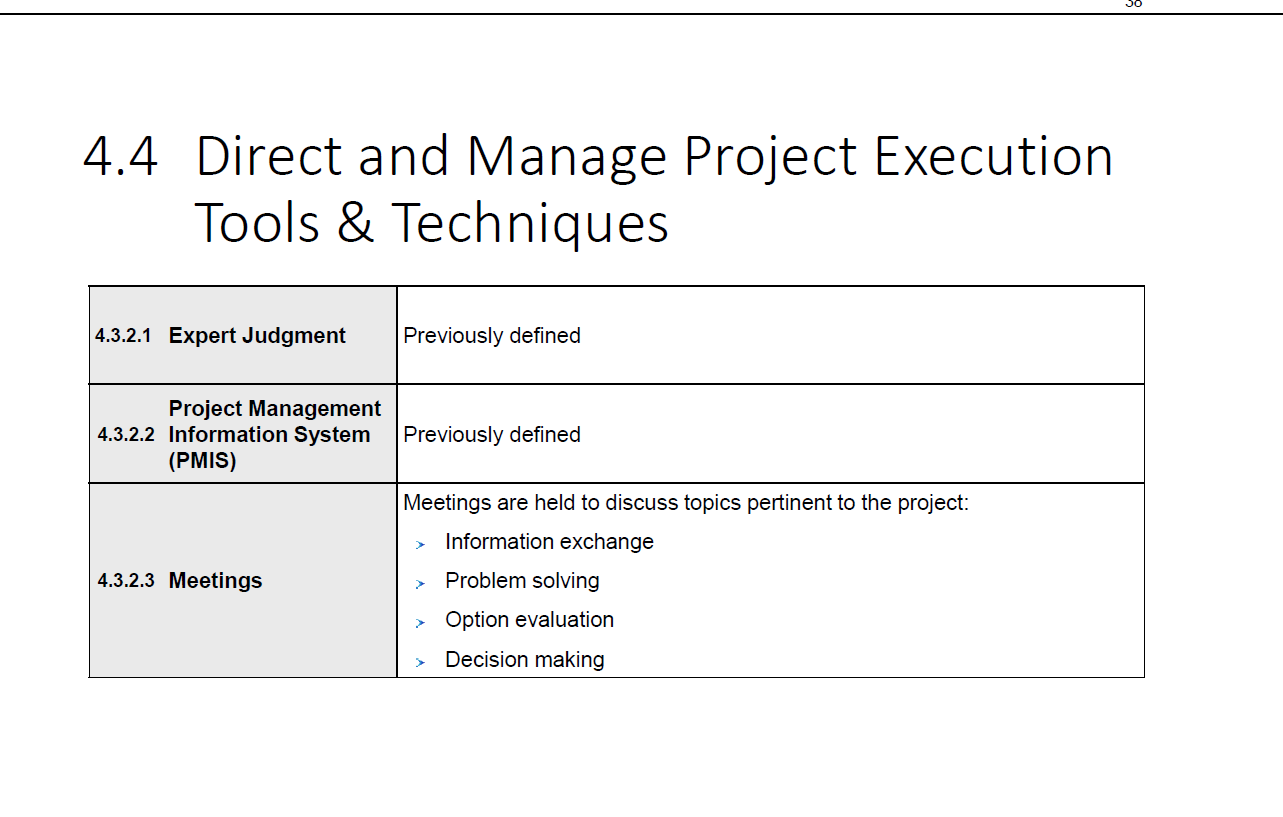 38
4.4 Direct and Manage Project Execution
Tools & Techniques
4.3.2.1 Expert Judgment
Previously defined
4.3.2.2 Project Management
Information System
(PMIS)
Previously defined
4.3.2.3 Meetings
Meetings are held to discuss topics pertinent to the project:
➢ Information exchange
➢ Problem solving
➢ Option evaluation
➢ Decision making